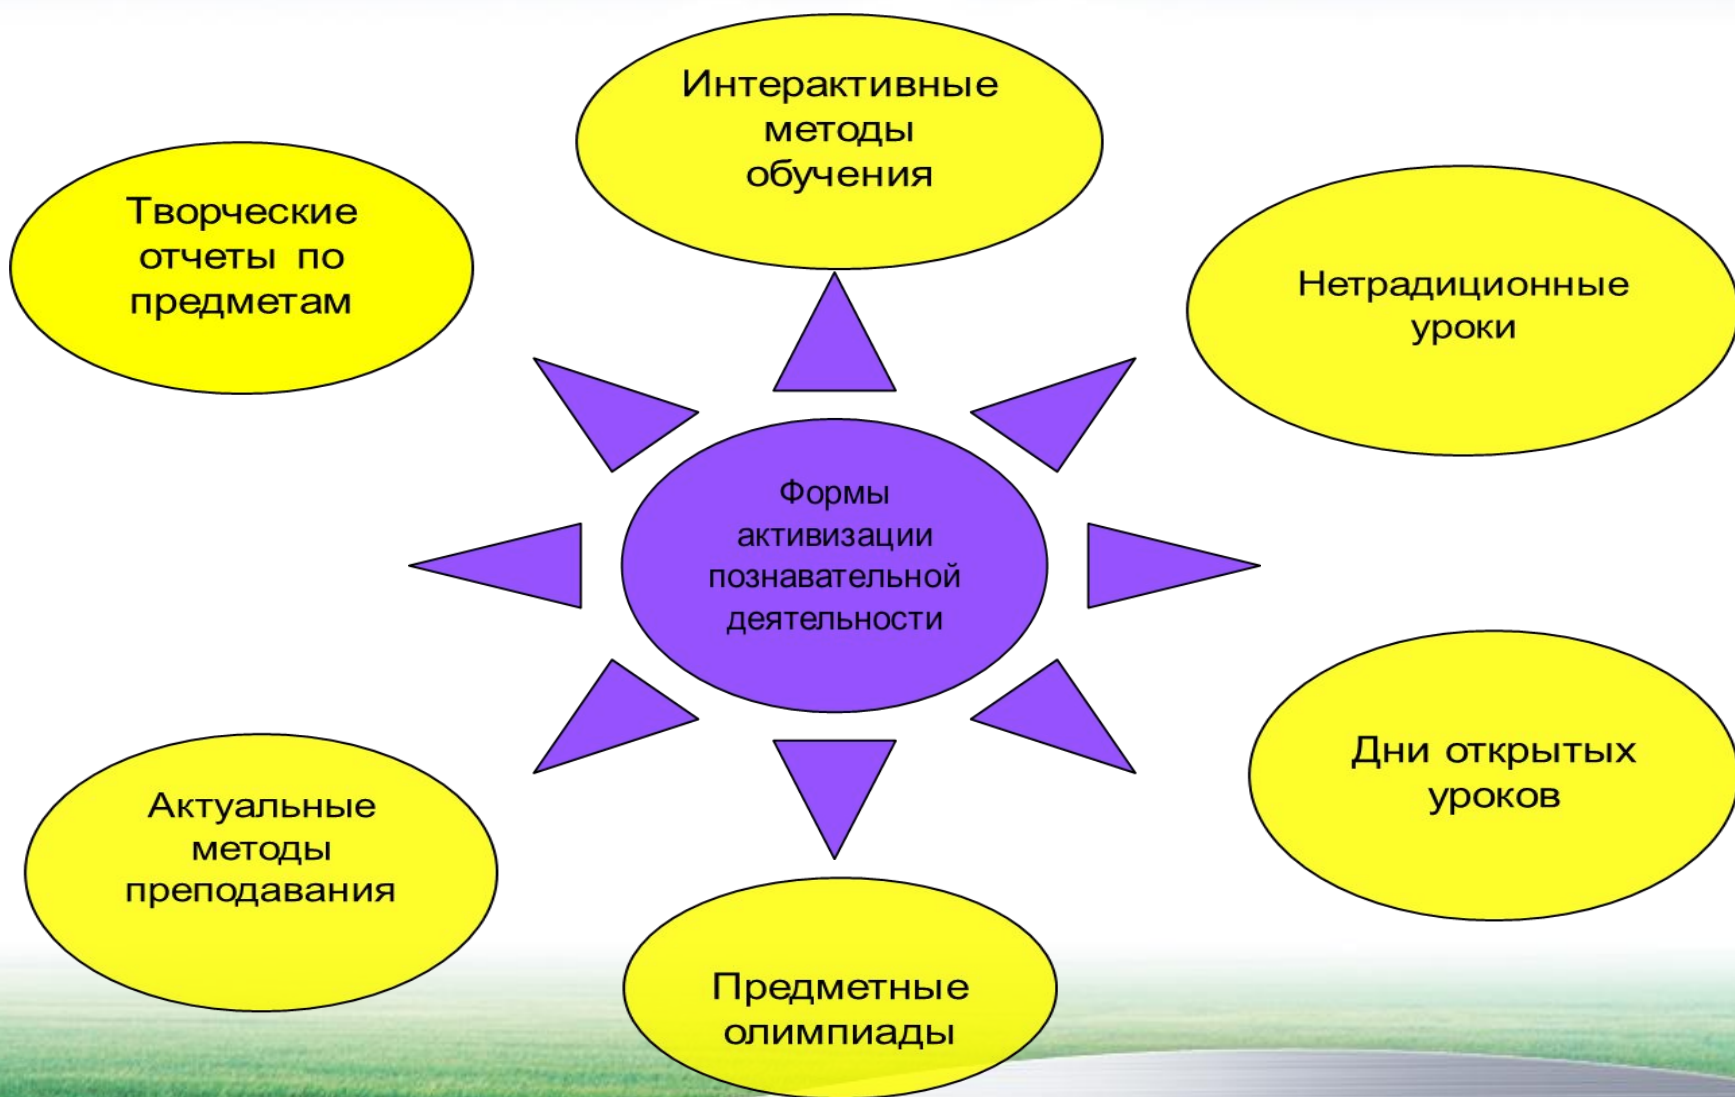 Интерактивные
методы
обучения
Творческие
отчеты по
предметам
Нетрадиционные
уроки
Формы
активизации
познавательной
деятельности
Дни открытых
уроков
Актуальные
методы
преподавания
Предметные
олимпиады